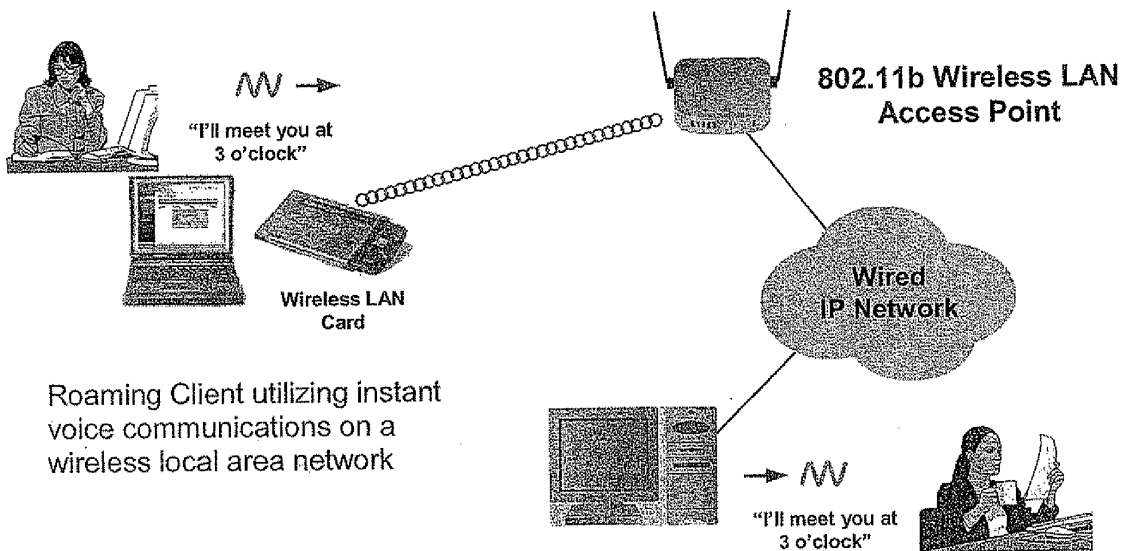 802.11b Wireless LAN
Access Point
"I'll meet you at
3 o'clock"
Wireless LAN
Card
Wired
IP Network
Roaming Client utilizing instant
voice communications on a
wireless local area network
"I'll meet you at
3 o'clock"